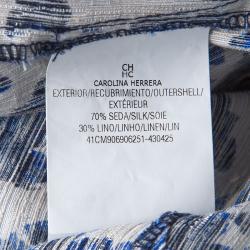 CH
HC
CAROLINA HERRERA
EXTERIOR/RECUBRIMIENTO/OUTERSHELL/
EXTÉRIEUR
70% SEDA/SILK/SOIE
30% LINO/LINHO/LINEN/LIN
41CM906906251-430425